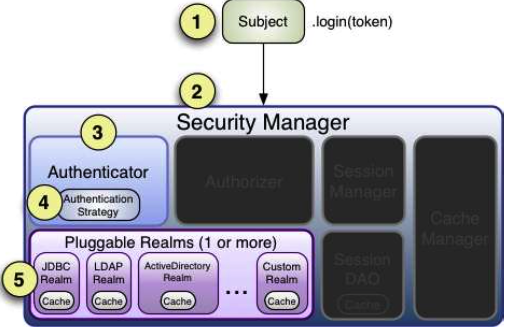 1
Subject
.login(token)
2
Security Manager
3
Authenticator
4
Authentication
Strategy
Authorizer
Session
Manager
Cache
Manager
Session
DAO
Cache
Pluggable Realms (1 or more)
5
JDBC
Realm
Cache
LDAP
Realm
Cache
ActiveDirectory
Realm
Cache
...
Custom
Realm
Cache